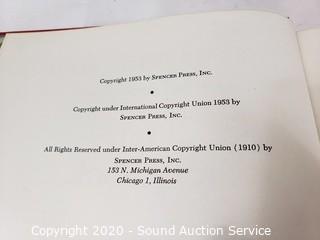 Copyright 1953 by SPENCER PRESS, INC.
•
Copyright under International Copyright Union 1953 by
SPENCER PRESS, INC.
•
All Rights Reserved under Inter-American Copyright Union (1910) by
SPENCER PRESS, INC.
153 N. Michigan Avenue
Chicago 1, Illinois
Copyright 2020 - Sound Auction Service